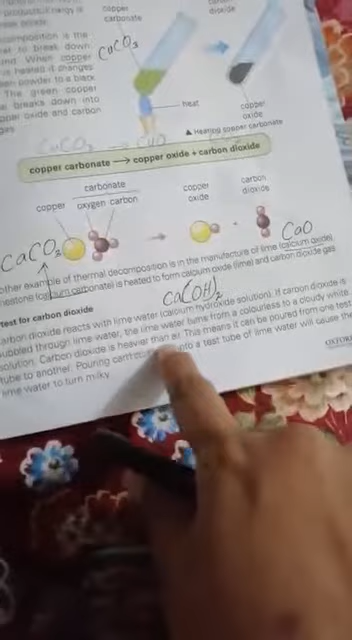 copper
carbonate
dioxide
composition is the
to break down
When copper
heated it changes
powder to a black
The green copper
breaks down into
oxide and carbon
gas
CuCO3
heat
copper
oxide
▲ Heating copper carbonate
copper carbonate → copper oxide + carbon dioxide
carbonate
copper oxygen carbon
copper
oxide
carbon
dioxide
CaCO3
CaO
other example of thermal decomposition is in the manufacture of lime (calcium oxide)
(calcium carbonate) is heated to form calcium oxide (lime) and carbon dioxide gas
Ca(OH)2
test for carbon dioxide
Carbon dioxide reacts with lime water (calcium hydroxide solution). If carbon dioxide is
bubbled through lime water, the lime water turns from a colourless to a cloudy white
solution. Carbon dioxide is heavier than air. This means it can be poured from one test
tube to another. Pouring into a test tube of lime water will cause the
lime water to turn milky
OXFORD